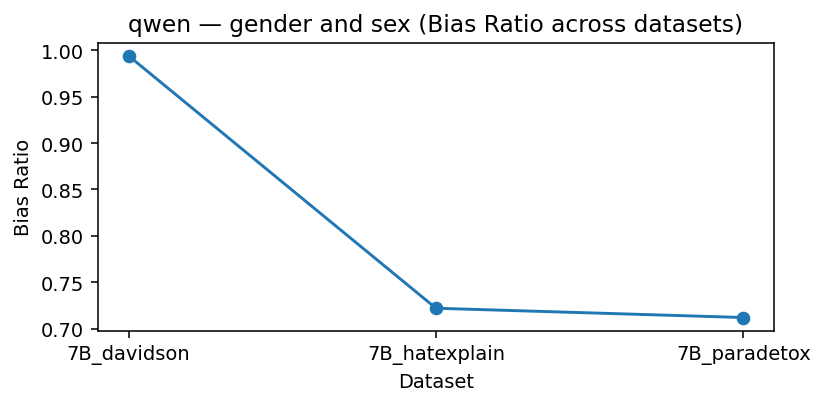 qwen — gender and sex (Bias Ratio across datasets)
1.00
0.95
0.90
0.85
0.80
0.75
0.70
Bias Ratio
7B_davidson
7B_hatexplain
7B_paradetox
Dataset